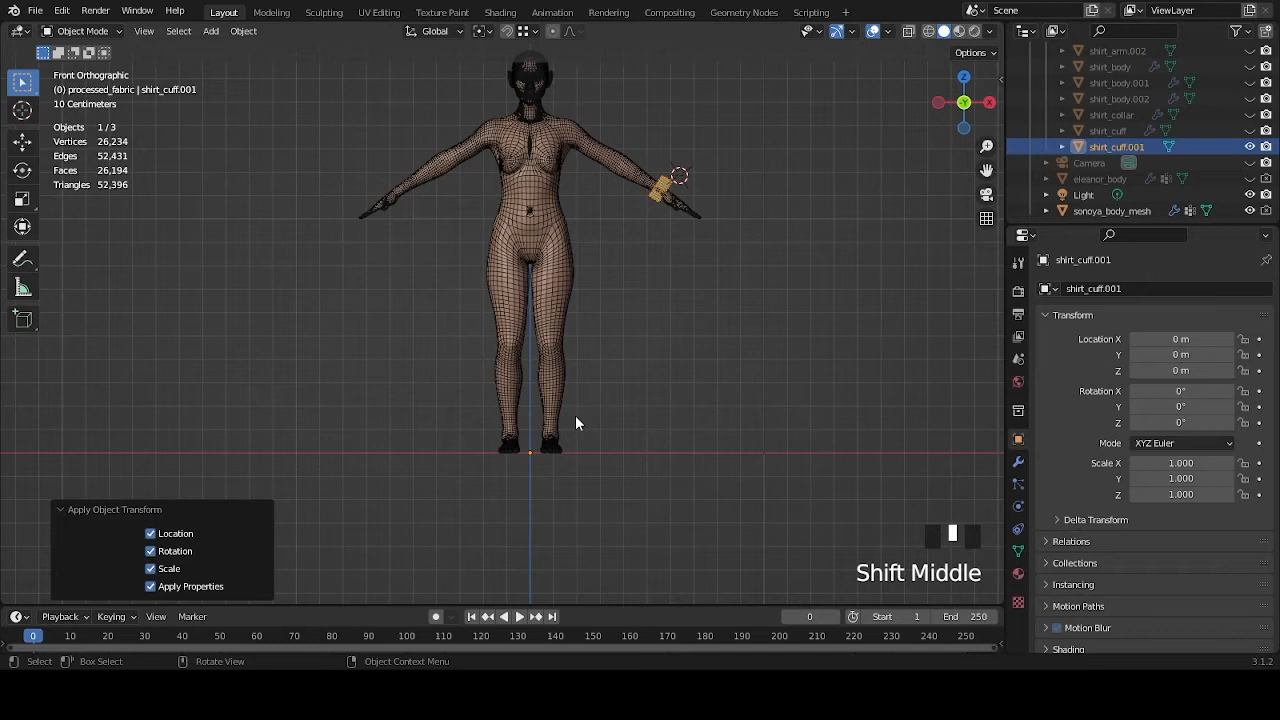 File Edit Render Window Help Layout Modeling Sculpting UV Editing Texture Paint Shading Animation Rendering Compositing Geometry Nodes Scripting + Scene ViewLayer
Object Mode View Select Add Object Global
Options
Front Orthographic
(0) processed_fabric | shirt_cuff.001
10 Centimeters
Objects 1 / 3
Vertices 26,234
Edges 52,431
Faces 26,194
Triangles 52,396
Z
X
-Y
shirt_arm.002
shirt_body
shirt_body.001
shirt_body.002
shirt_collar
shirt_cuff
shirt_cuff.001
Camera
eleanor_body
Light
sonoya_body_mesh
shirt_cuff.001
shirt_cuff.001
Transform
Location X 0 m
Y 0 m
Z 0 m
Rotation X 0°
Y 0°
Z 0°
Mode XYZ Euler
Scale X 1.000
Y 1.000
Z 1.000
Delta Transform
Relations
Collections
Instancing
Motion Paths
Motion Blur
Shading
Apply Object Transform
Location
Rotation
Scale
Apply Properties
Shift Middle
Playback Keying View Marker 0 Start 1 End 250
0 10 20 30 40 50 60 70 80 90 100 110 120 130 140 150 160 170 180 190 200 210 220 230 240 250
Select Box Select Rotate View Object Context Menu 3.1.2